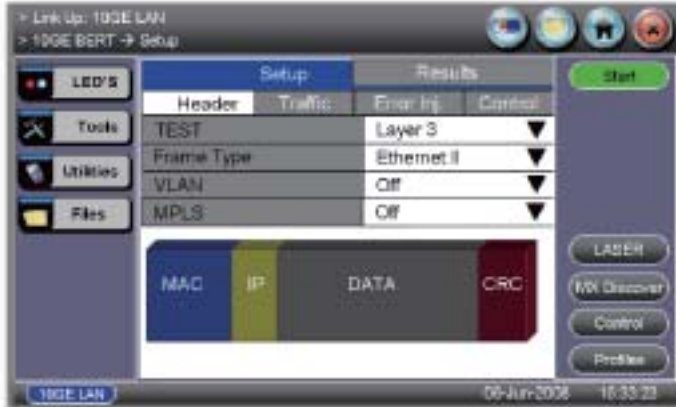 > Link Up: 10GE LAN
> 10GE BERT → Setup
LED'S
Tools
Utilities
Files
Setup Results
Header Traffic Error Inj. Control
TEST Layer 3
Frame Type Ethernet II
VLAN Off
MPLS Off
MAC IP DATA CRC
Start
LASER
MX Discover
Control
Profiles
10GE LAN 06-Jun-2008 16:33:23